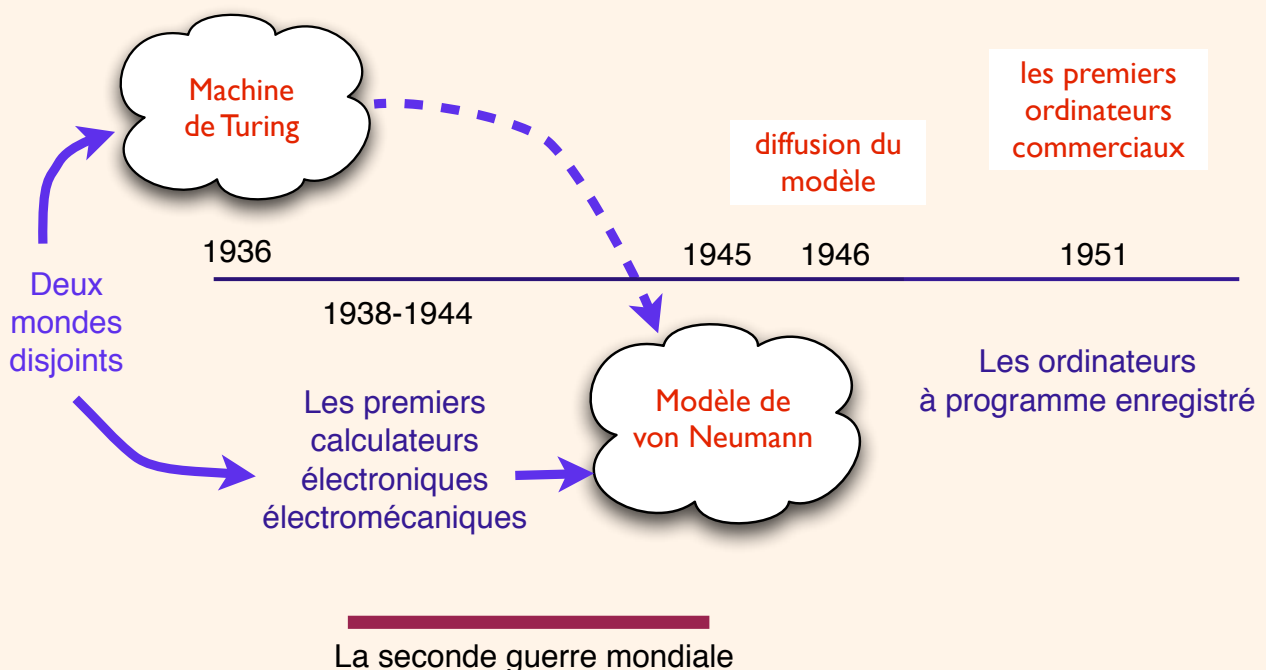 Machine
de Turing
les premiers
ordinateurs
commerciaux
diffusion du
modèle
1936
1945
1946
1951
Deux
mondes
disjoints
1938-1944
Les premiers
calculateurs
électroniques
électromécaniques
Modèle de
von Neumann
Les ordinateurs
à programme enregistré
La seconde guerre mondiale